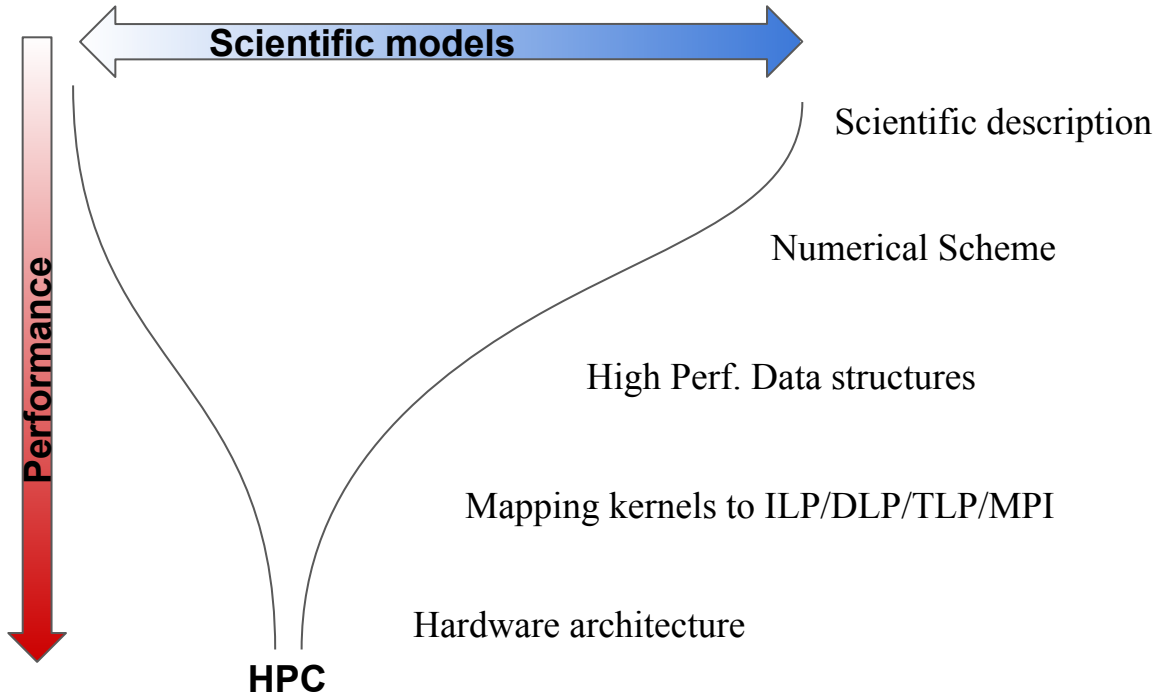 Scientific models
Scientific description
Numerical Scheme
Performance
High Perf. Data structures
Mapping kernels to ILP/DLP/TLP/MPI
Hardware architecture
HPC